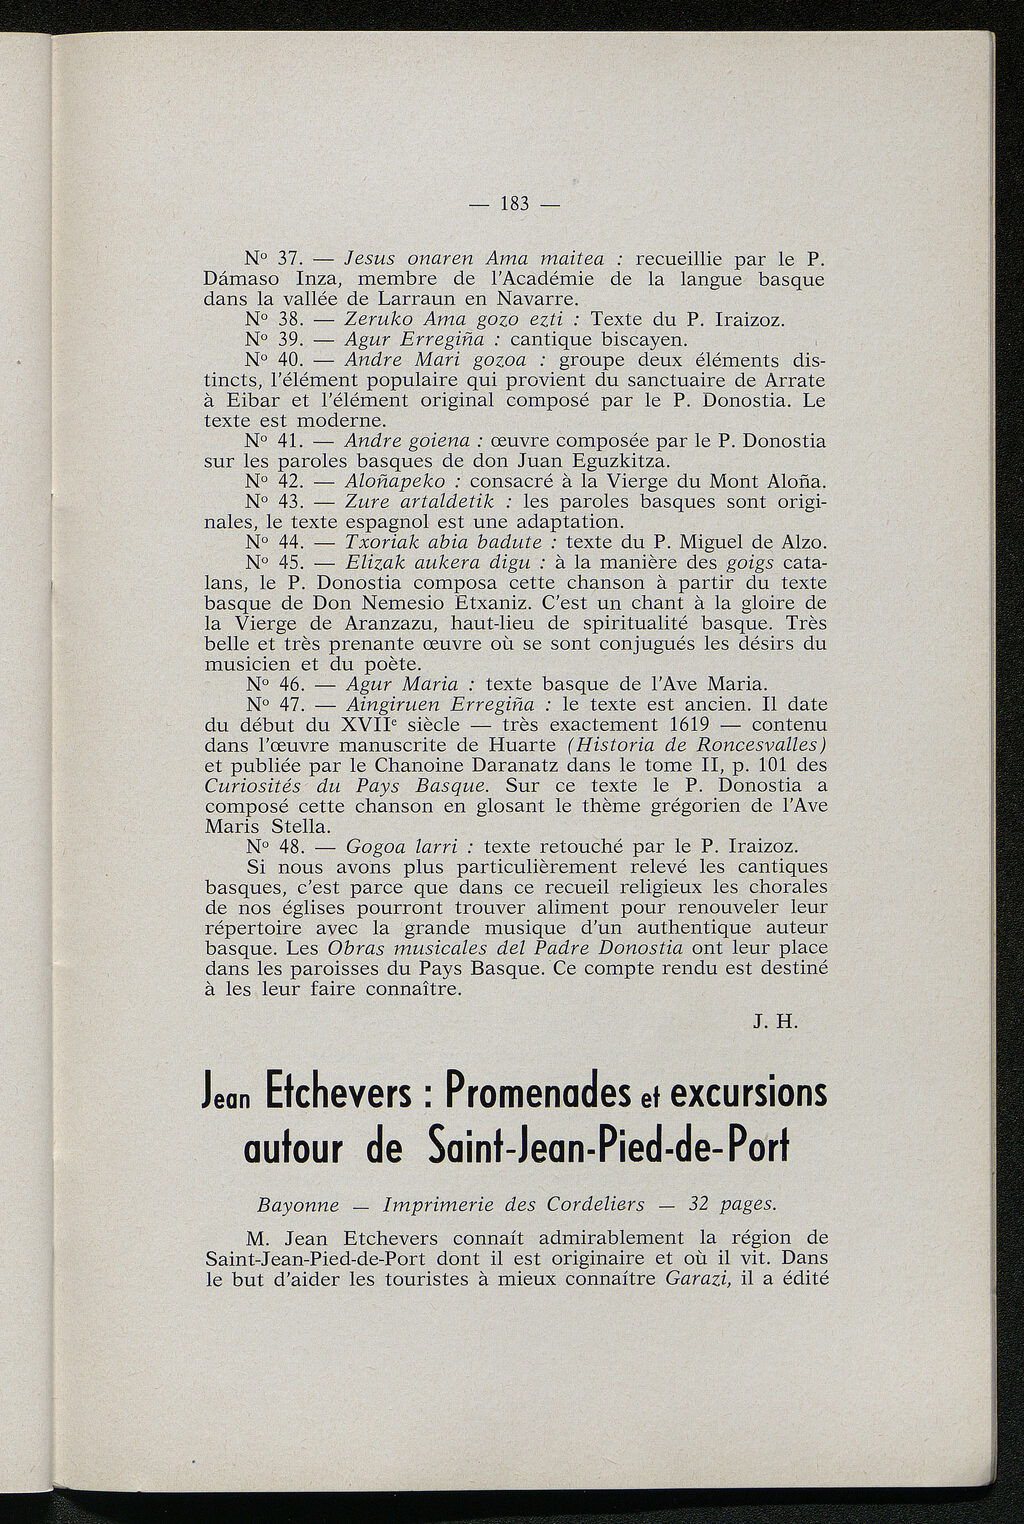 — 183 —
Nº 37. — Jesus onaren Ama maitea : recueillie par le P.
Dámaso Inza, membre de l'Académie de la langue basque
dans la vallée de Larraun en Navarre.
Nº 38. — Zeruko Ama gozo ezti : Texte du P. Iraizoz.
Nº 39. — Agur Erregiña : cantique biscayen.
Nº 40. — Andre Mari gozoa : groupe deux éléments dis-
tincts, l'élément populaire qui provient du sanctuaire de Arrate
à Eibar et l'élément original composé par le P. Donostia. Le
texte est moderne.
Nº 41. — Andre goiena : œuvre composée par le P. Donostia
sur les paroles basques de don Juan Eguzkitza.
Nº 42. — Aloñapeko : consacré à la Vierge du Mont Aloña.
Nº 43. — Zure artaldetik : les paroles basques sont origi-
nales, le texte espagnol est une adaptation.
Nº 44. — Txoriak abia badute : texte du P. Miguel de Alzo.
Nº 45. — Elizak aukera digu : à la manière des goigs cata-
lans, le P. Donostia composa cette chanson à partir du texte
basque de Don Nemesio Etxaniz. C'est un chant à la gloire de
la Vierge de Aranzazu, haut-lieu de spiritualité basque. Très
belle et très prenante œuvre où se sont conjugués les désirs du
musicien et du poète.
Nº 46. — Agur Maria : texte basque de l'Ave Maria.
Nº 47. — Aingiruen Erregiña : le texte est ancien. Il date
du début du XVIIe siècle — très exactement 1619 — contenu
dans l'œuvre manuscrite de Huarte (Historia de Roncesvalles)
et publiée par le Chanoine Daranatz dans le tome II, p. 101 des
Curiosités du Pays Basque. Sur ce texte le P. Donostia a
composé cette chanson en glosant le thème grégorien de l'Ave
Maris Stella.
Nº 48. — Gogoa larri : texte retouché par le P. Iraizoz.
Si nous avons plus particulièrement relevé les cantiques
basques, c'est parce que dans ce recueil religieux les chorales
de nos églises pourront trouver aliment pour renouveler leur
répertoire avec la grande musique d'un authentique auteur
basque. Les Obras musicales del Padre Donostia ont leur place
dans les paroisses du Pays Basque. Ce compte rendu est destiné
à les leur faire connaître.
J. H.
Jean Etchevers : Promenades et excursions
autour de Saint-Jean-Pied-de-Port
Bayonne — Imprimerie des Cordeliers — 32 pages.
M. Jean Etchevers connaît admirablement la région de
Saint-Jean-Pied-de-Port dont il est originaire et où il vit. Dans
le but d'aider les touristes à mieux connaître Garazi, il a édité